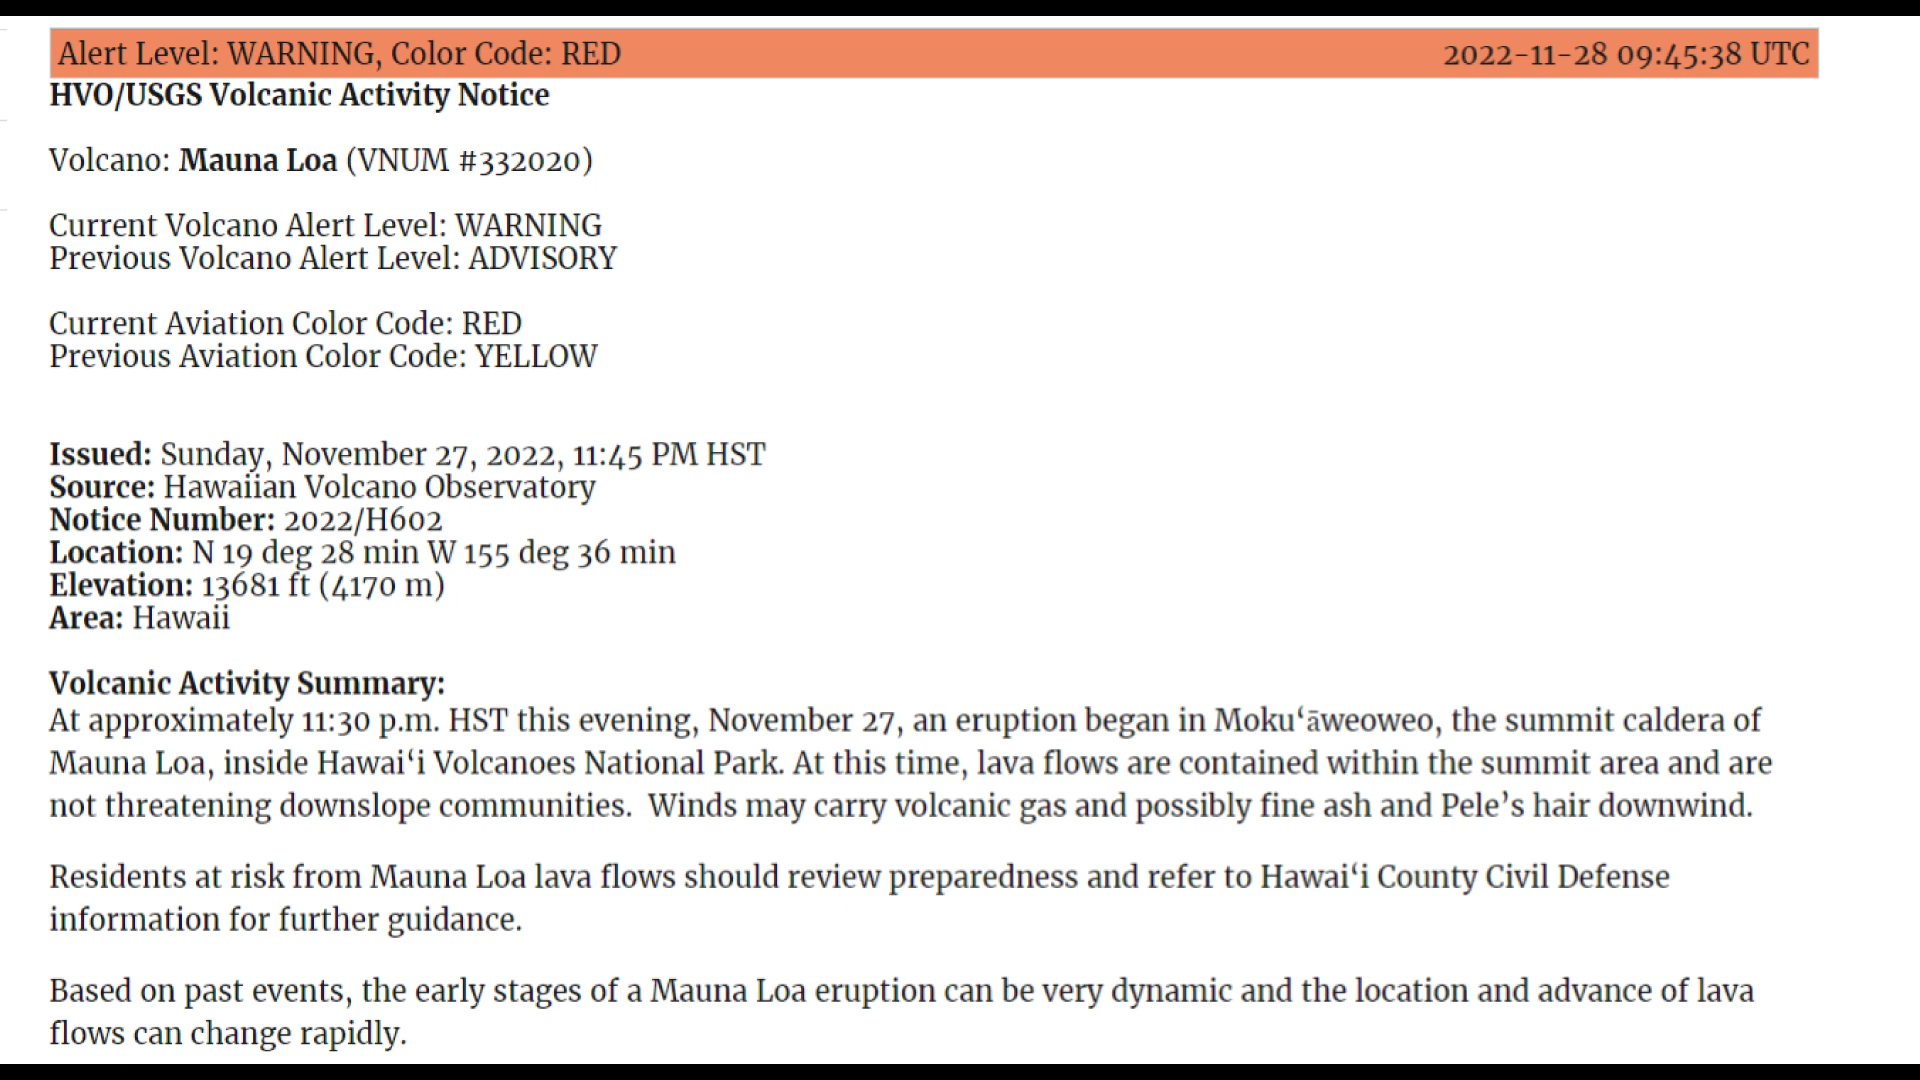 Alert Level: WARNING, Color Code: RED 2022-11-28 09:45:38 UTC
HVO/USGS Volcanic Activity Notice
Volcano: Mauna Loa (VNUM #332020)
Current Volcano Alert Level: WARNING
Previous Volcano Alert Level: ADVISORY
Current Aviation Color Code: RED
Previous Aviation Color Code: YELLOW
Issued: Sunday, November 27, 2022, 11:45 PM HST
Source: Hawaiian Volcano Observatory
Notice Number: 2022/H602
Location: N 19 deg 28 min W 155 deg 36 min
Elevation: 13681 ft (4170 m)
Area: Hawaii
Volcanic Activity Summary:
At approximately 11:30 p.m. HST this evening, November 27, an eruption began in Mokuʻāweoweo, the summit caldera of
Mauna Loa, inside Hawaiʻi Volcanoes National Park. At this time, lava flows are contained within the summit area and are
not threatening downslope communities.  Winds may carry volcanic gas and possibly fine ash and Pele’s hair downwind.
Residents at risk from Mauna Loa lava flows should review preparedness and refer to Hawaiʻi County Civil Defense
information for further guidance.
Based on past events, the early stages of a Mauna Loa eruption can be very dynamic and the location and advance of lava
flows can change rapidly.